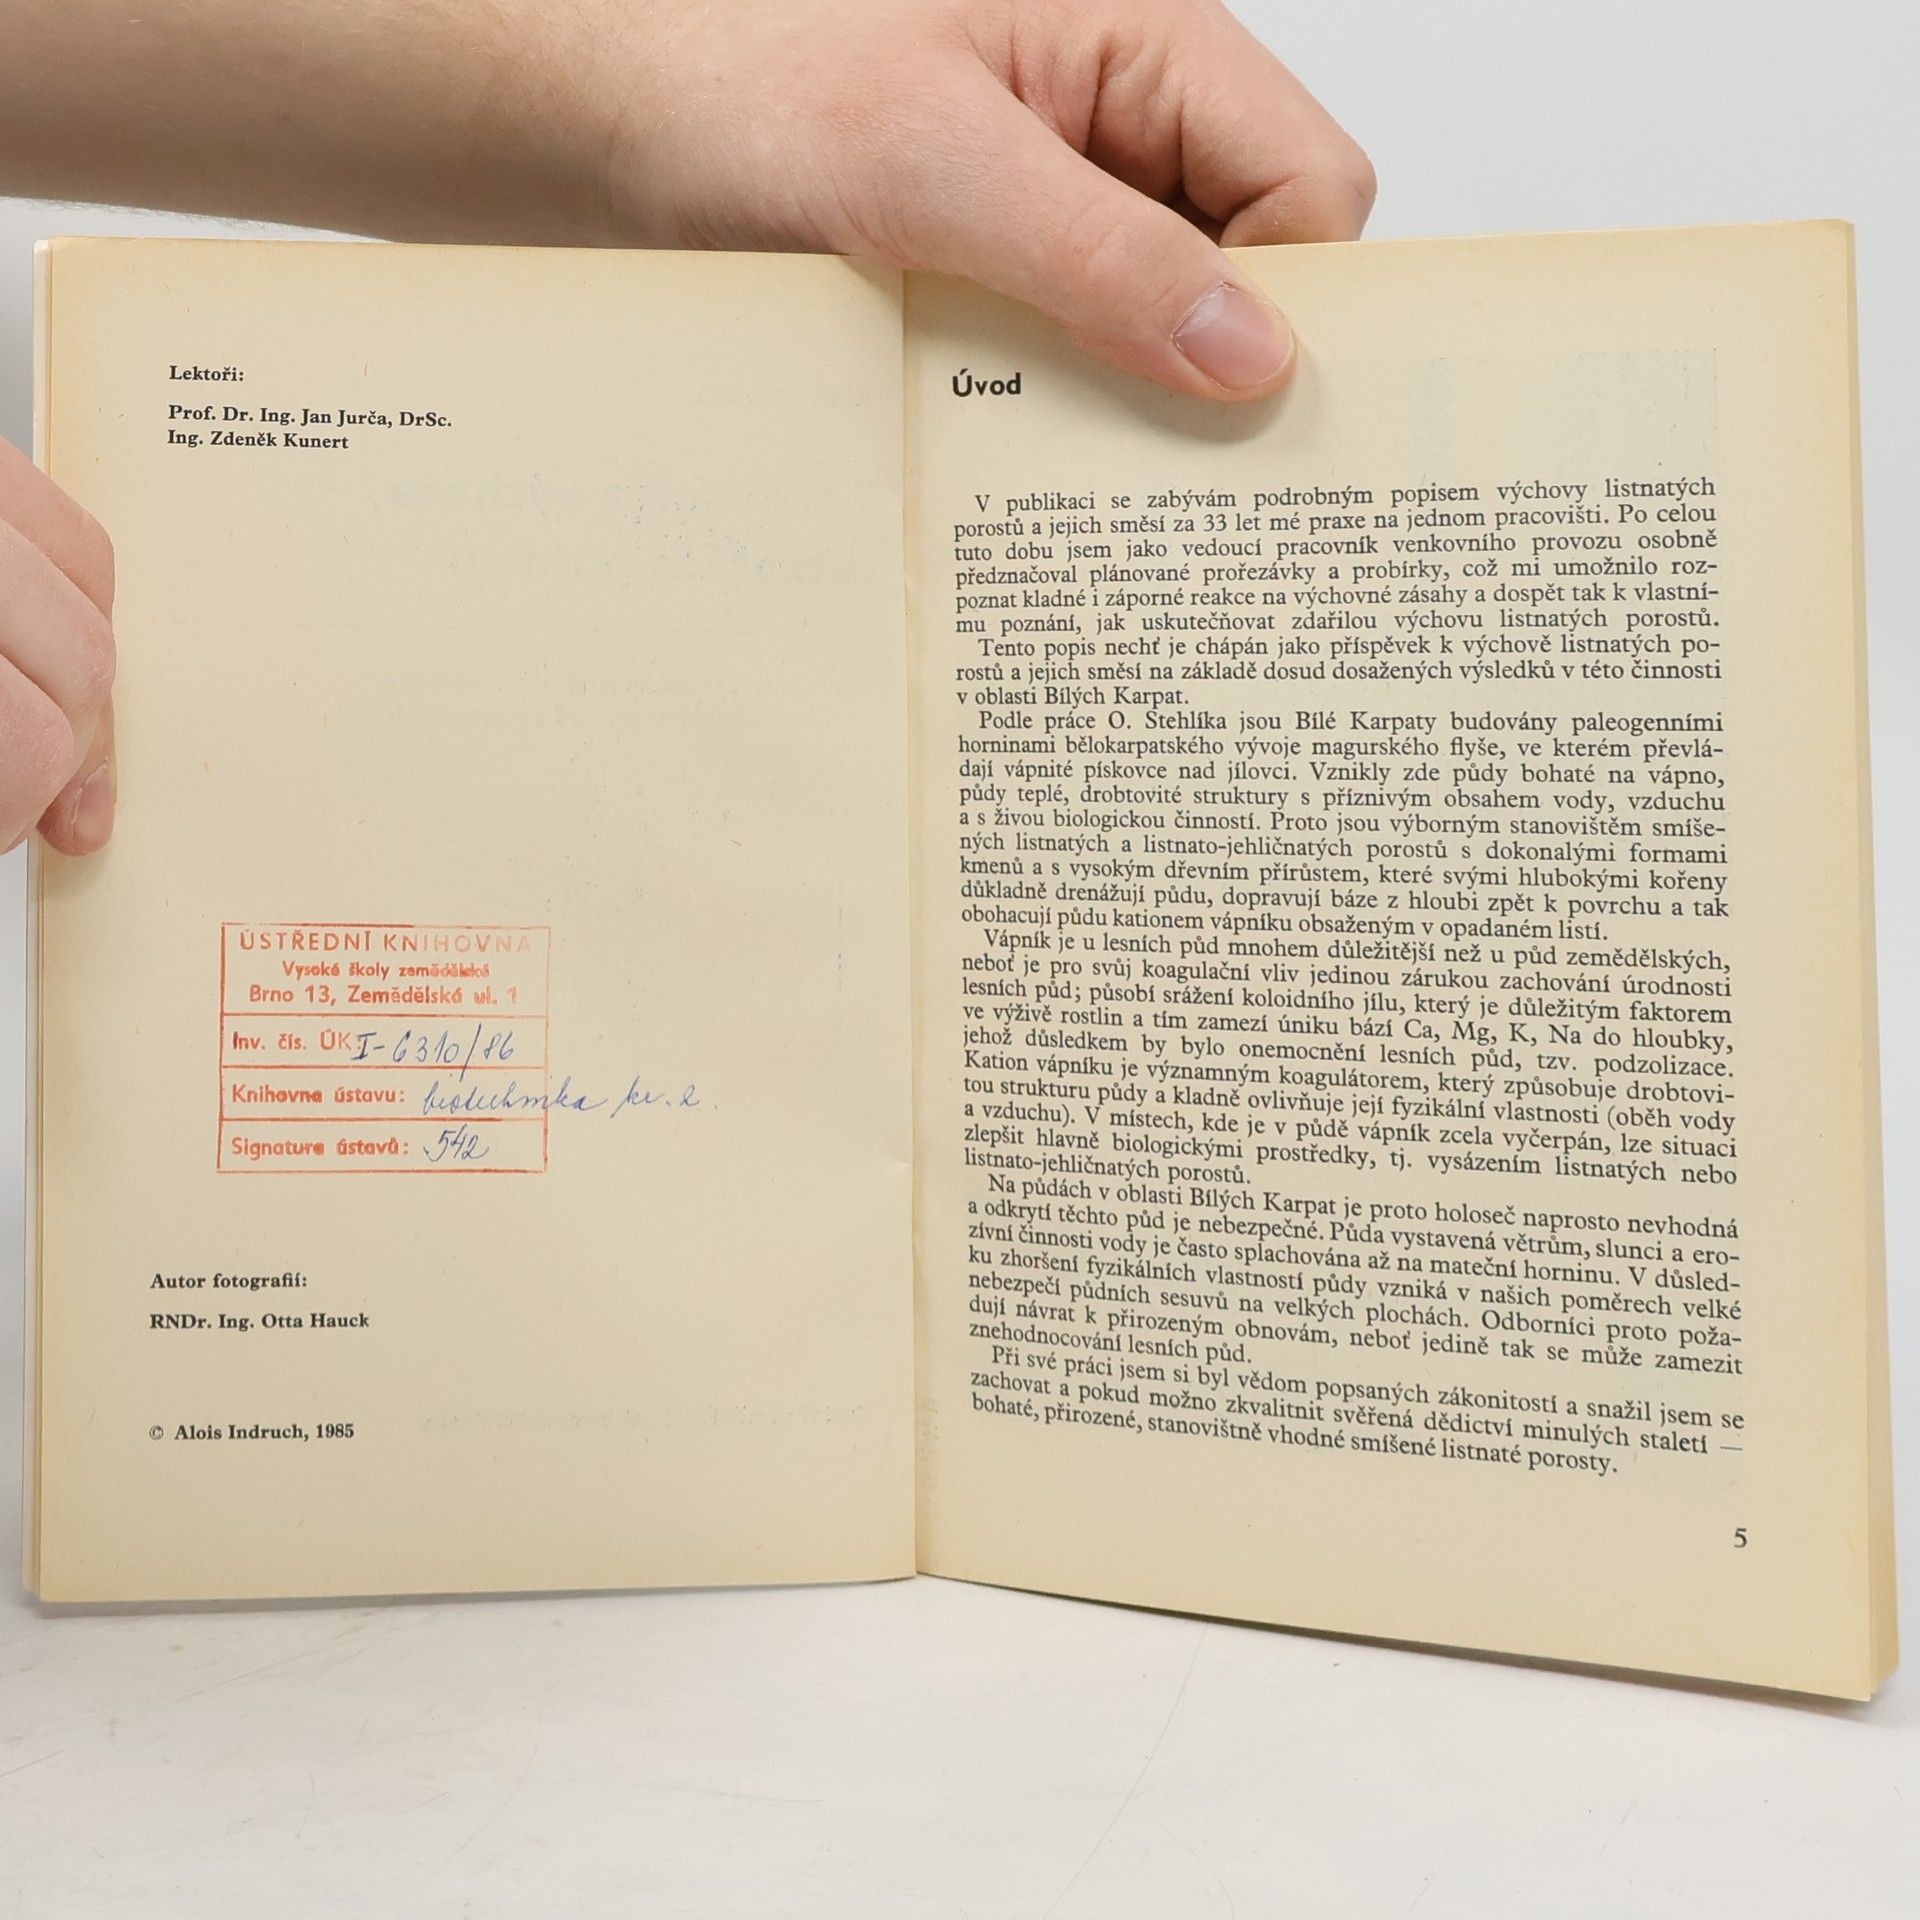 Lektoři:
Prof. Dr. Ing. Jan Jurča, DrSc.
Ing. Zdeněk Kunert
ÚSTŘEDNÍ KNIHOVNA
Vysoké školy zemědělské
Brno 13, Zemědělská ul. 1
Inv. čís. ÚK: I-6310/86
Knihovna ústavu: biotechnika kr. 2
Signatura ústavů: 542
Autor fotografií:
RNDr. Ing. Otta Hauck
© Alois Indruch, 1985
Úvod
V publikaci se zabývám podrobným popisem výchovy listnatých
porostů a jejich směsí za 33 let mé praxe na jednom pracovišti. Po celou
tuto dobu jsem jako vedoucí pracovník venkovního provozu osobně
předznačoval plánované prořezávky a probírky, což mi umožnilo roz-
poznat kladné i záporné reakce na výchovné zásahy a dospět tak k vlastní-
mu poznání, jak uskutečňovat zdařilou výchovu listnatých porostů.
Tento popis nechť je chápán jako příspěvek k výchově listnatých po-
rostů a jejich směsí na základě dosud dosažených výsledků v této činnosti
v oblasti Bílých Karpat.
Podle práce O. Stehlíka jsou Bílé Karpaty budovány paleogenními
horninami bělokarpatského vývoje magurského flyše, ve kterém převlá-
dají vápnité pískovce nad jílovci. Vznikly zde půdy bohaté na vápno,
půdy teplé, drobtovité struktury s příznivým obsahem vody, vzduchu
a s živou biologickou činností. Proto jsou výborným stanovištěm smíše-
ných listnatých a listnato-jehličnatých porostů s dokonalými formami
kmenů a s vysokým dřevním přírůstem, které svými hlubokými kořeny
důkladně drenážují půdu, dopravují báze z hloubi zpět k povrchu a tak
obohacují půdu kationem vápníku obsaženým v opadaném listí.
Vápník je u lesních půd mnohem důležitější než u půd zemědělských,
neboť je pro svůj koagulační vliv jedinou zárukou zachování úrodnosti
lesních půd; působí srážení koloidního jílu, který je důležitým faktorem
ve výživě rostlin a tím zamezí úniku bází Ca, Mg, K, Na do hloubky,
jehož důsledkem by bylo onemocnění lesních půd, tzv. podzolizace.
Kation vápníku je významným koagulátorem, který způsobuje drobtovi-
tou strukturu půdy a kladně ovlivňuje její fyzikální vlastnosti (oběh vody
a vzduchu). V místech, kde je v půdě vápník zcela vyčerpán, lze situaci
zlepšit hlavně biologickými prostředky, tj. vysázením listnatých nebo
listnato-jehličnatých porostů.
Na půdách v oblasti Bílých Karpat je proto holoseč naprosto nevhodná
a odkrytí těchto půd je nebezpečné. Půda vystavená větrům, slunci a ero-
zívní činnosti vody je často splachována až na mateční horninu. V důsled-
ku zhoršení fyzikálních vlastností půdy vzniká v našich poměrech velké
nebezpečí půdních sesuvů na velkých plochách. Odborníci proto poža-
dují návrat k přirozeným obnovám, neboť jedině tak se může zamezit
znehodnocování lesních půd.
Při své práci jsem si byl vědom popsaných zákonitostí a snažil jsem se
zachovat a pokud možno zkvalitnit svěřená dědictví minulých staletí —
bohaté, přirozené, stanovištně vhodné smíšené listnaté porosty.
5